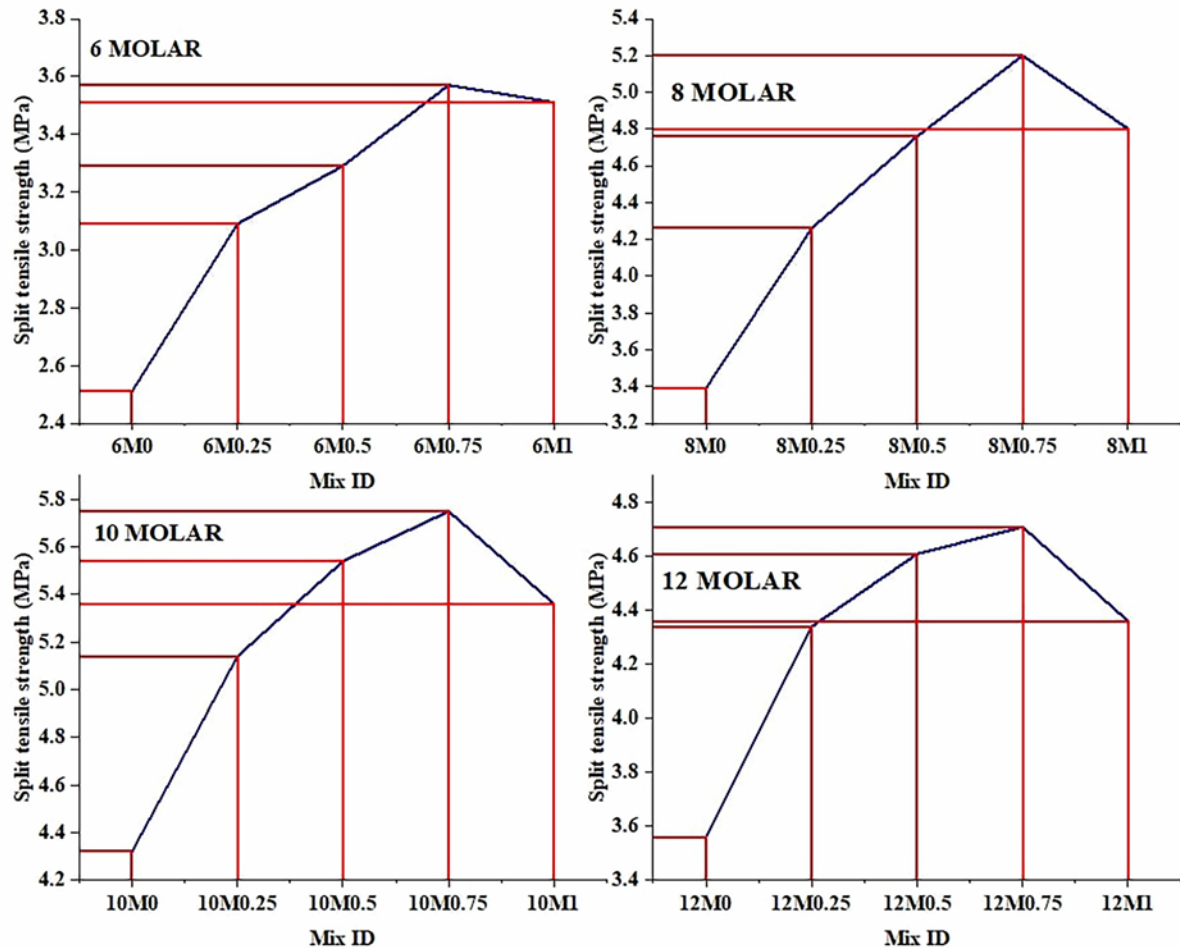 6 MOLAR
Split tensile strength (MPa)
3.8
3.6
3.4
3.2
3.0
2.8
2.6
2.4
6M0 6M0.25 6M0.5 6M0.75 6M1
Mix ID
8 MOLAR
Split tensile strength (MPa)
5.4
5.2
5.0
4.8
4.6
4.4
4.2
4.0
3.8
3.6
3.4
3.2
8M0 8M0.25 8M0.5 8M0.75 8M1
Mix ID
10 MOLAR
Split tensile strength (MPa)
5.8
5.6
5.4
5.2
5.0
4.8
4.6
4.4
4.2
10M0 10M0.25 10M0.5 10M0.75 10M1
Mix ID
12 MOLAR
Split tensile strength (MPa)
4.8
4.6
4.4
4.2
4.0
3.8
3.6
3.4
12M0 12M0.25 12M0.5 12M0.75 12M1
Mix ID